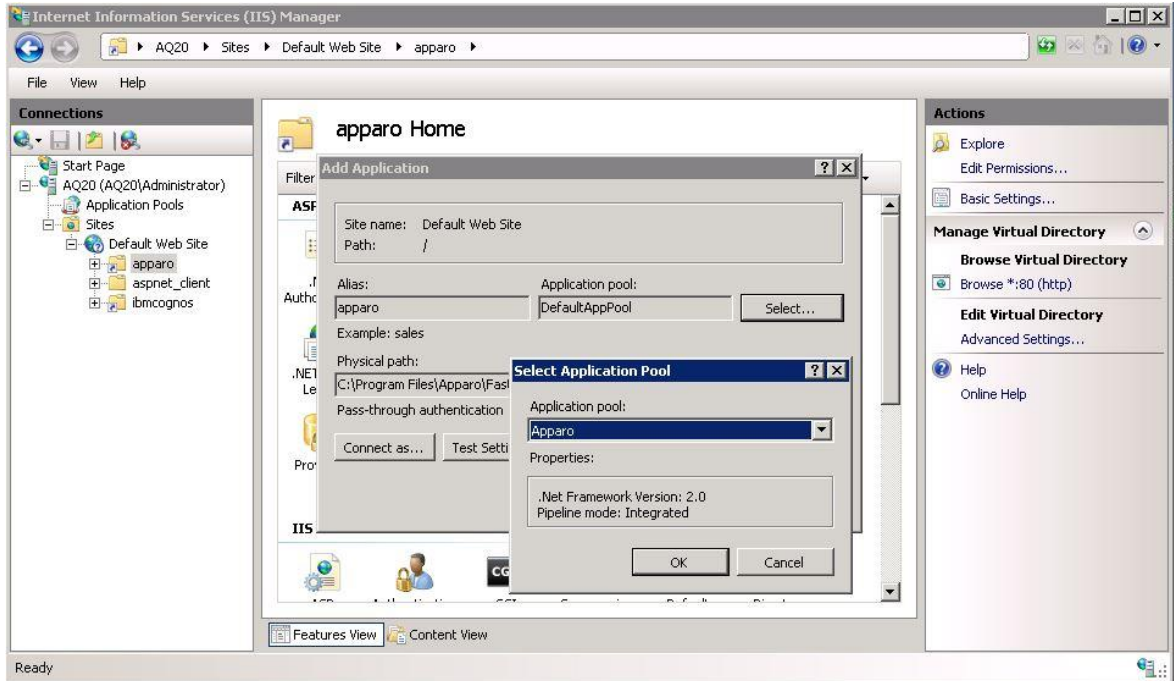 Internet Information Services (IIS) Manager
AQ20 Sites Default Web Site apparo
File View Help
Connections
Start Page
AQ20 (AQ20\Administrator)
Application Pools
Sites
Default Web Site
apparo
aspnet_client
ibmcognos
apparo Home
Filter
Add Application
Site name: Default Web Site
Path: /
Alias:
apparo
Application pool:
DefaultAppPool
Select...
Example: sales
Physical path:
C:\Program Files\Apparo\Fast
Pass-through authentication
Connect as... Test Setti
IIS
Select Application Pool
Application pool:
Apparo
Properties:
.Net Framework Version: 2.0
Pipeline mode: Integrated
OK Cancel
Features View Content View
Actions
Explore
Edit Permissions...
Basic Settings...
Manage Virtual Directory
Browse Virtual Directory
Browse *:80 (http)
Edit Virtual Directory
Advanced Settings...
Help
Online Help
Ready